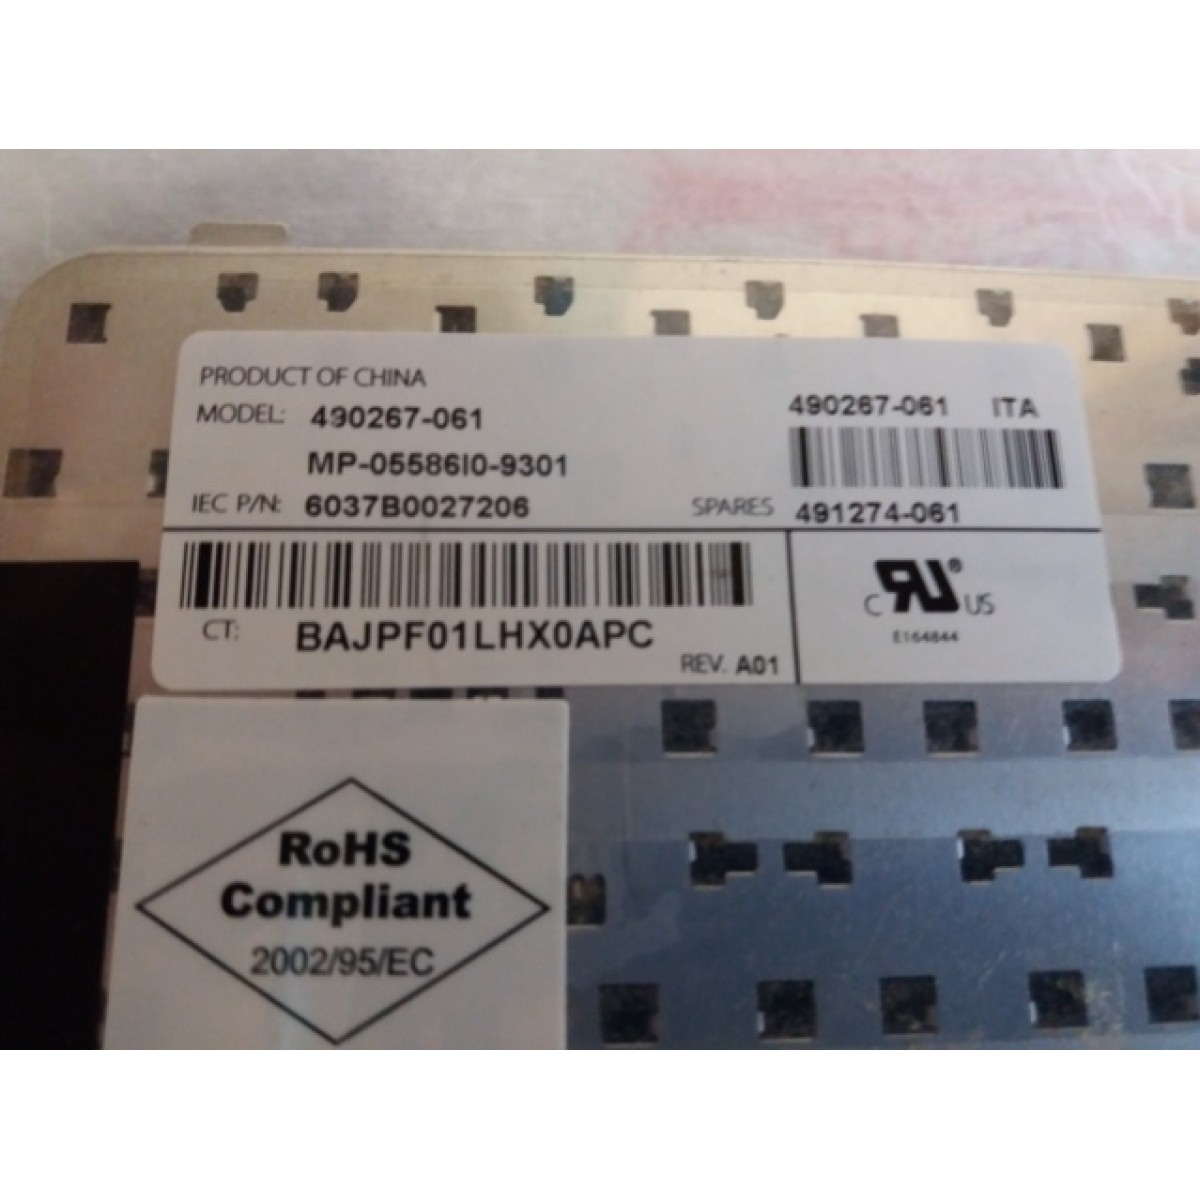 PRODUCT OF CHINA
MODEL: 490267-061
MP-05586I0-9301
IEC P/N: 6037B0027206
490267-061 ITA
SPARES 491274-061
CT: BAJPF01LHX0APC
REV. A01
C RU ® US
E164844
RoHS
Compliant
2002/95/EC